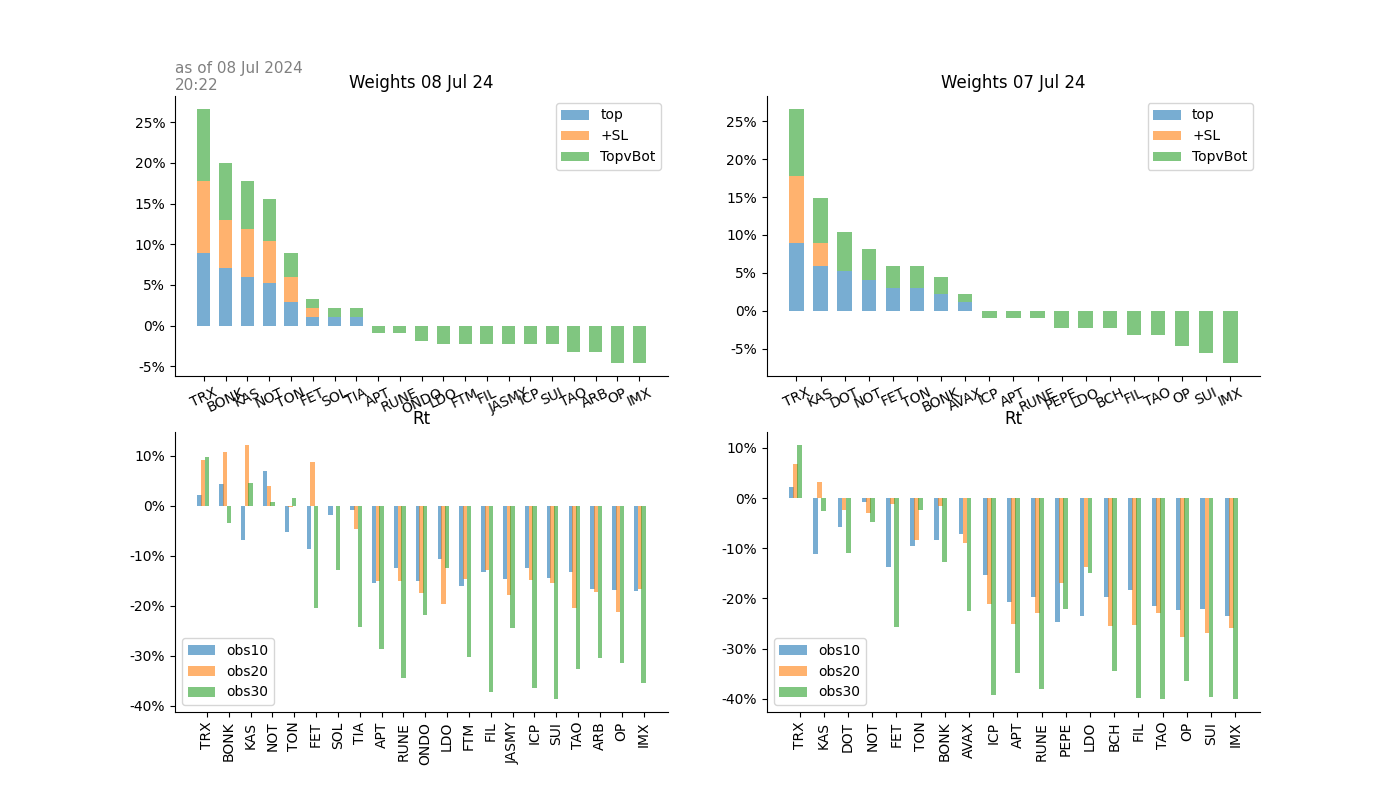 as of 08 Jul 2024
20:22
Weights 08 Jul 24
25%
20%
15%
10%
5%
0%
-5%
top
+SL
TopvBot
TRX BONK KAS NOT TON FET SOL TIA APT RUNE ONDO LDO FTM FIL JASMY ICP SUI TAO ARB OP IMX
Weights 07 Jul 24
25%
20%
15%
10%
5%
0%
-5%
top
+SL
TopvBot
TRX KAS DOT NOT FET TON BONK AVAX ICP APT RUNE PEPE LDO BCH FIL TAO OP SUI IMX
Rt
10%
0%
-10%
-20%
-30%
-40%
obs10
obs20
obs30
TRX BONK KAS NOT TON FET SOL TIA APT RUNE ONDO LDO FTM FIL JASMY ICP SUI TAO ARB OP IMX
Rt
10%
0%
-10%
-20%
-30%
-40%
obs10
obs20
obs30
TRX KAS DOT NOT FET TON BONK AVAX ICP APT RUNE PEPE LDO BCH FIL TAO OP SUI IMX